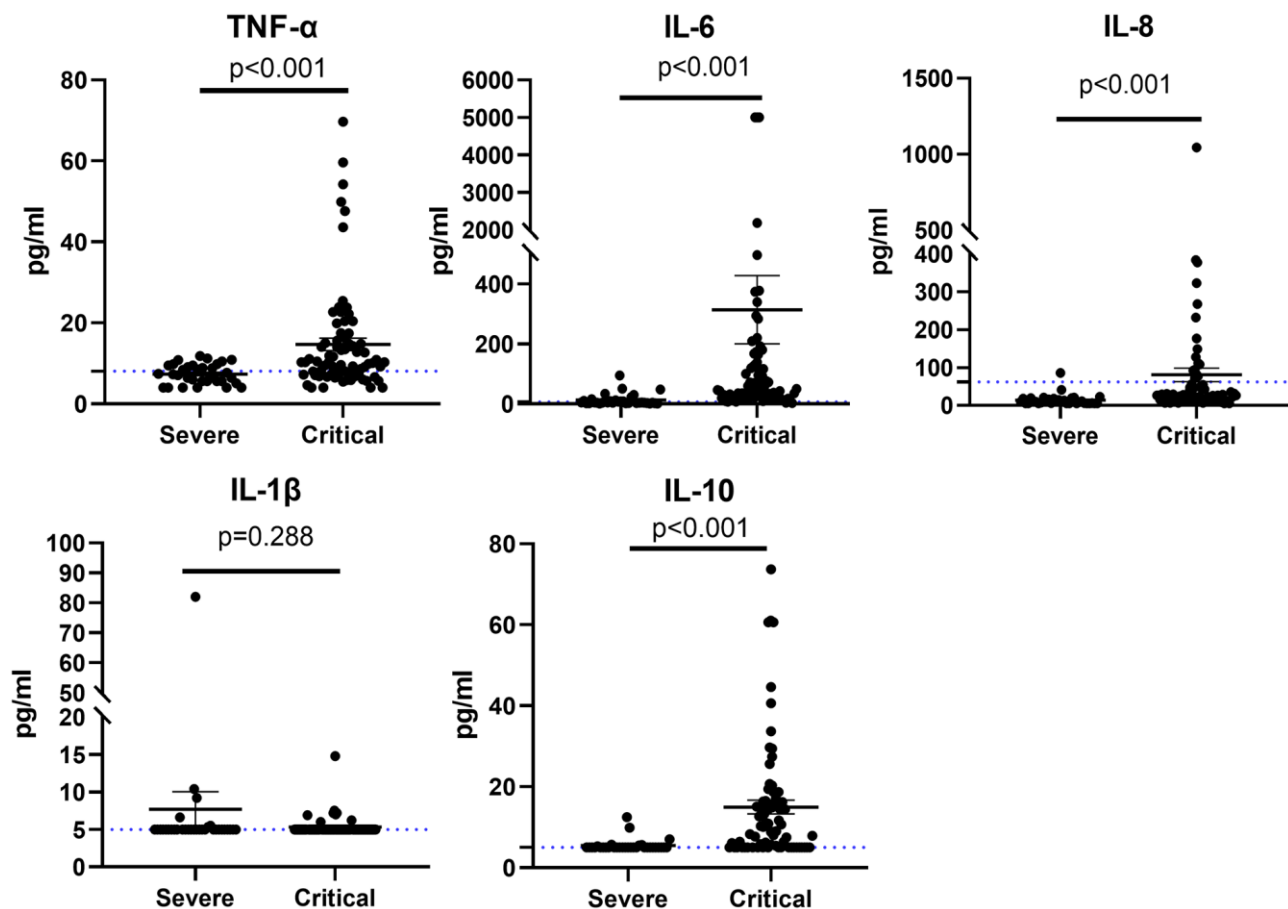 TNF-α
p<0.001
80
60
40
20
0
pg/ml
Severe
Critical
IL-6
p<0.001
6000
5000
4000
3000
2000
400
200
0
pg/ml
Severe
Critical
IL-8
p<0.001
1500
1000
500
400
300
200
100
0
pg/ml
Severe
Critical
IL-1β
p=0.288
100
90
80
70
60
50
20
15
10
5
0
pg/ml
Severe
Critical
IL-10
p<0.001
80
60
40
20
0
pg/ml
Severe
Critical